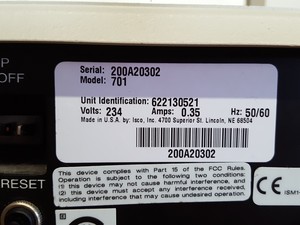 P
OFF
Serial: 200A20302
Model: 701
Unit Identification: 622130521
Volts: 234 Amps: 0.35 Hz: 50/60
Made in U.S.A. by: Isco, Inc. 4700 Superior St. Lincoln, NE 68504
200A20302
This device complies with Part 15 of the FCC Rules.
Operation is subject to the following two conditions:
(1) this device may not cause harmful interference, and
(2) this device must accept any interference received,
including interference that may cause undesired operation.
RESET
CE
ISM1